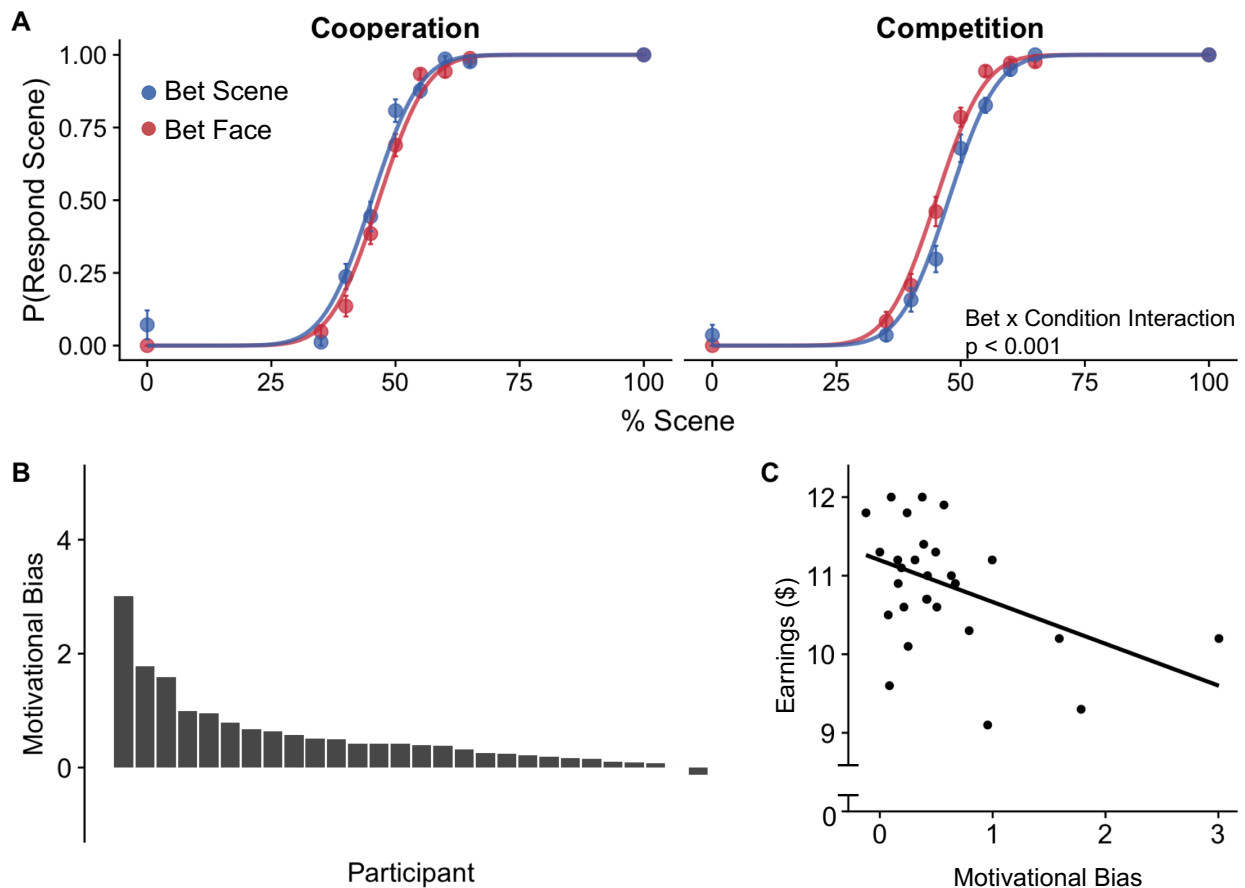 A
Cooperation
Competition
P(Respond Scene)
1.00
0.75
0.50
0.25
0.00
Bet Scene
Bet Face
Bet x Condition Interaction
p < 0.001
0 25 50 75 100
0 25 50 75 100
% Scene
B
Motivational Bias
4
2
0
Participant
C
Earnings ($)
12
11
10
9
0
0 1 2 3
Motivational Bias